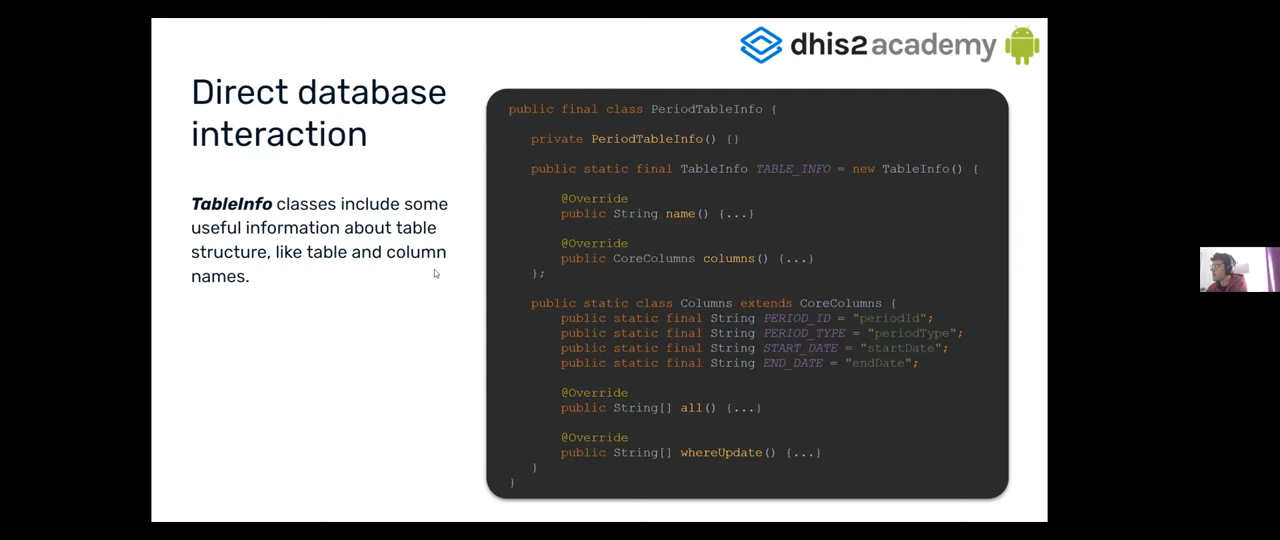 dhis2 academy
Direct database
interaction
TableInfo classes include some
useful information about table
structure, like table and column
names.
public final class PeriodTableInfo {
private PeriodTableInfo() {}
public static final TableInfo TABLE_INFO = new TableInfo() {
@Override
public String name() {...}
@Override
public CoreColumns columns() {...}
};
public static class Columns extends CoreColumns {
public static final String PERIOD_ID = "periodId";
public static final String PERIOD_TYPE = "periodType";
public static final String START_DATE = "startDate";
public static final String END_DATE = "endDate";
@Override
public String[] all() {...}
@Override
public String[] whereUpdate() {...}
}
}